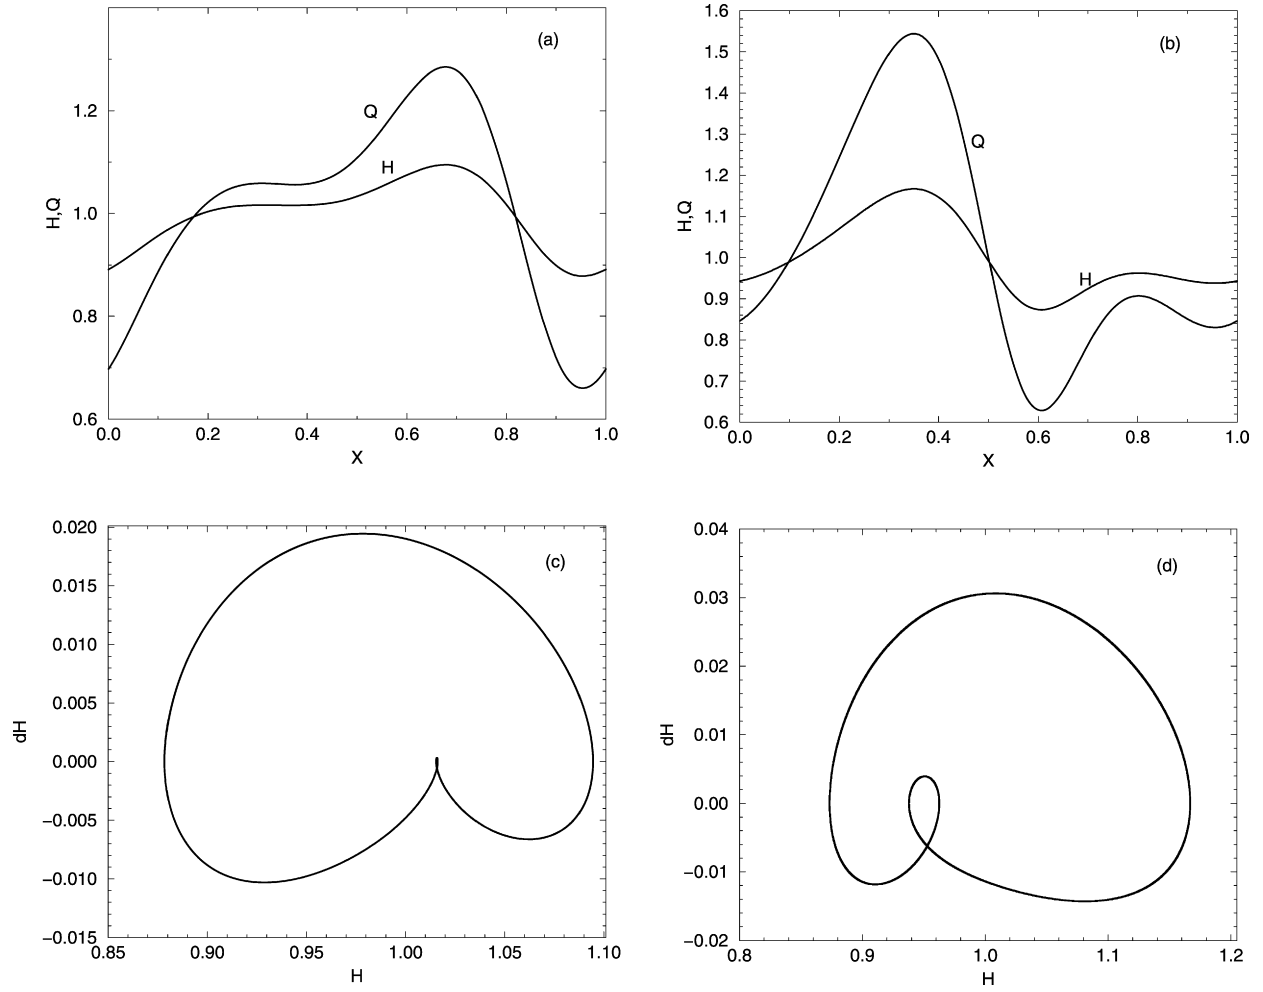 (a)
H,Q
1.2
1.0
0.8
0.6
Q
H
0.0 0.2 0.4 0.6 0.8 1.0
X
(b)
H,Q
1.6
1.5
1.4
1.3
1.2
1.1
1.0
0.9
0.8
0.7
0.6
Q
H
0.0 0.2 0.4 0.6 0.8 1.0
X
(c)
dH
0.020
0.015
0.010
0.005
0.000
−0.005
−0.010
−0.015
0.85 0.90 0.95 1.00 1.05 1.10
H
(d)
dH
0.04
0.03
0.02
0.01
0.00
−0.01
−0.02
0.8 0.9 1.0 1.1 1.2
H